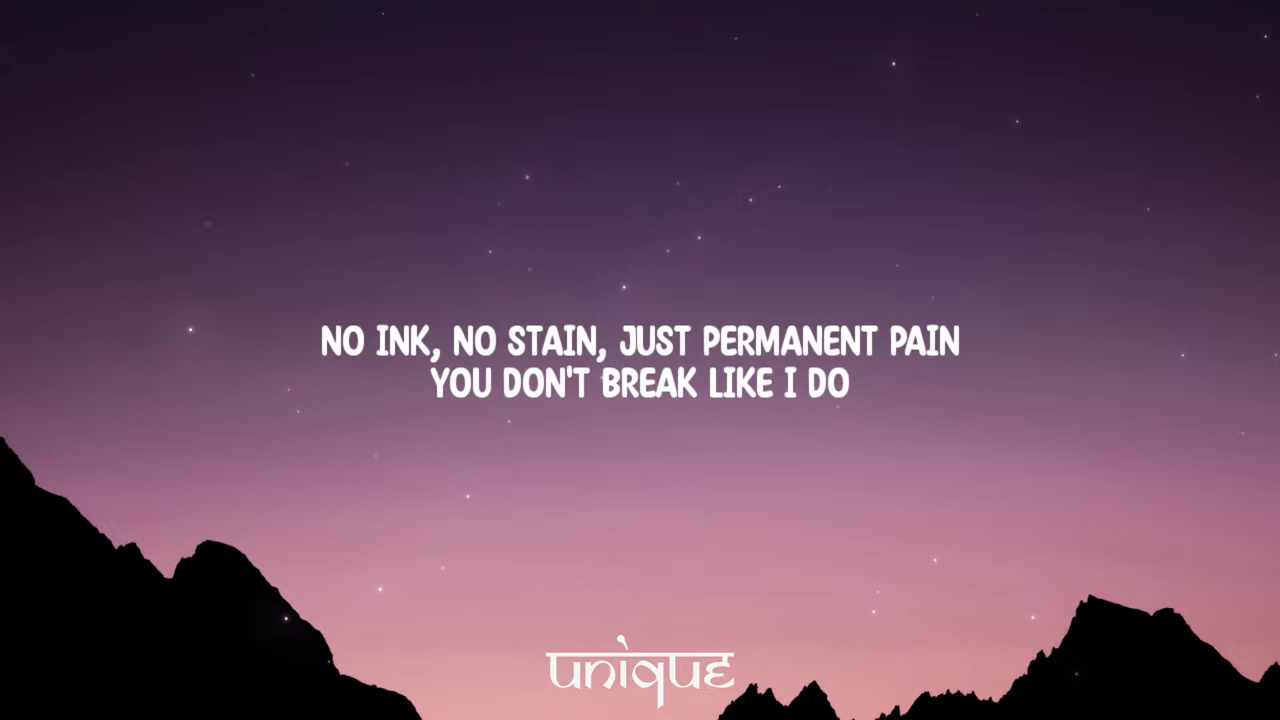 NO INK, NO STAIN, JUST PERMANENT PAIN
YOU DON'T BREAK LIKE I DO
unique